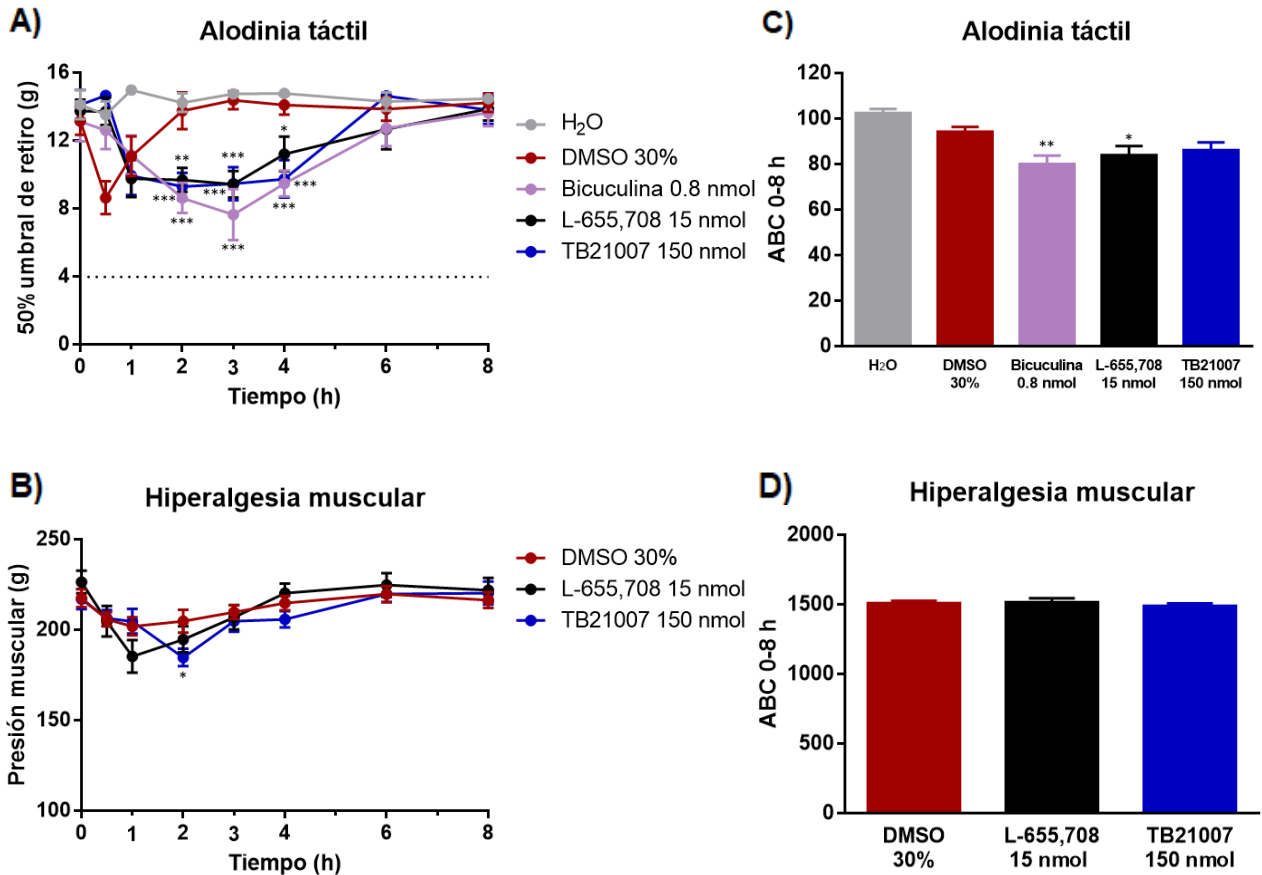 A)
Alodinia táctil
50% umbral de retiro (g)
16
12
8
4
0
0
1
2
3
4
6
8
Tiempo (h)
*
**
***
***
***
***
***
***
***
H2O
DMSO 30%
Bicuculina 0.8 nmol
L-655,708 15 nmol
TB21007 150 nmol
C)
Alodinia táctil
ABC 0-8 h
120
100
80
60
40
20
0
**
*
H2O
DMSO
30%
Bicuculina
0.8 nmol
L-655,708
15 nmol
TB21007
150 nmol
B)
Hiperalgesia muscular
Presión muscular (g)
250
200
150
100
*
0
1
2
3
4
6
8
Tiempo (h)
DMSO 30%
L-655,708 15 nmol
TB21007 150 nmol
D)
Hiperalgesia muscular
ABC 0-8 h
2000
1500
1000
500
0
DMSO
30%
L-655,708
15 nmol
TB21007
150 nmol